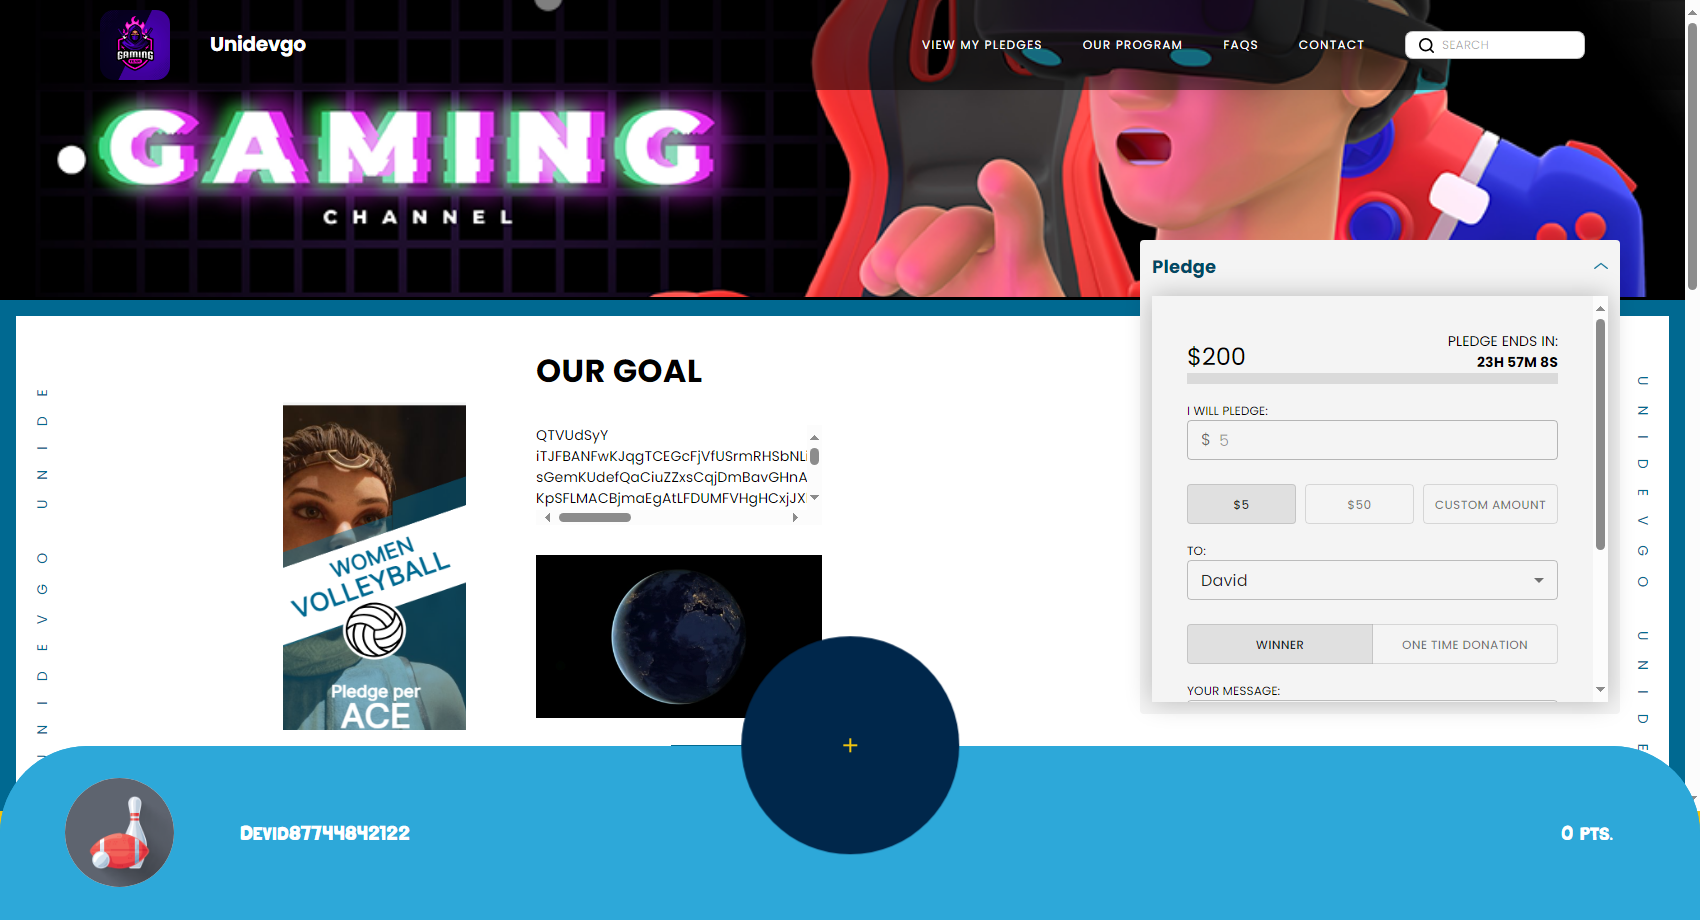 GAMING
Unidevgo
VIEW MY PLEDGES
OUR PROGRAM
FAQS
CONTACT
SEARCH
GAMING
CHANNEL
Pledge
$200
PLEDGE ENDS IN:
23H 57M 8S
I WILL PLEDGE:
$ 5
$5
$50
CUSTOM AMOUNT
TO:
David
WINNER
ONE TIME DONATION
YOUR MESSAGE:
OUR GOAL
QTVUdSyY
iTJFBANFwKJqgTCEGcFjVfUSrmRHSbNL
sGemKUdefQaCiuZZxsCqjDmBavGHnA
KpSFLMACBjmaEgAtLFDUMFVHgHCxjJX
WOMEN
VOLLEYBALL
Pledge per
ACE
UNIDEVGO UNIDE
UNIDEVGO UNIDE
+
Devid87744842122
0 PTS.